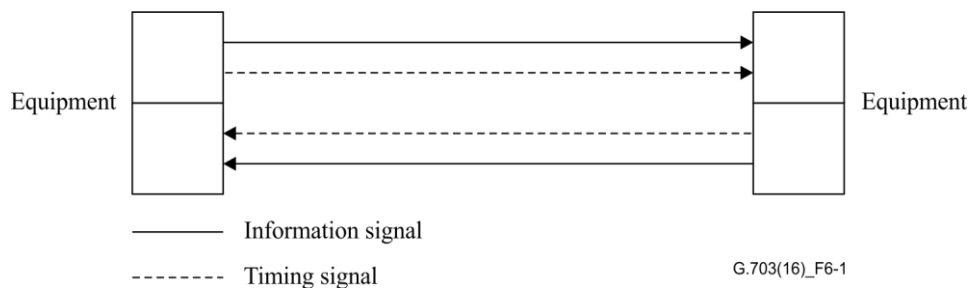 Equipment
Equipment
Information signal
Timing signal
G.703(16)_F6-1